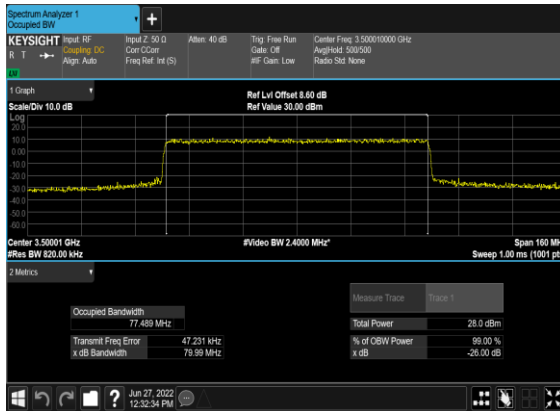 Spectrum Analyzer 1
Occupied BW
+
KEYSIGHT Input: RF Input Z: 50 Ω Atten: 40 dB Trig: Free Run Center Freq: 3.500010000 GHz
R T Coupling: DC Corr CCorr Gate: Off Avg|Hold: 500/500
Align: Auto Freq Ref: Int (S) #IF Gain: Low Radio Std: None
LXI
1 Graph
Scale/Div 10.0 dB
Ref Lvl Offset 8.60 dB
Ref Value 30.00 dBm
Log
20.0
10.0
0.00
-10.0
-20.0
-30.0
-40.0
-50.0
-60.0
Center 3.50001 GHz #Video BW 2.4000 MHz* Span 160 MH
#Res BW 820.00 kHz Sweep 1.00 ms (1001 pt
2 Metrics
Measure Trace Trace 1
Occupied Bandwidth
77.489 MHz
Total Power 28.0 dBm
Transmit Freq Error 47.231 kHz % of OBW Power 99.00 %
x dB Bandwidth 79.99 MHz x dB -26.00 dB
?
Jun 27, 2022
12:32:34 PM